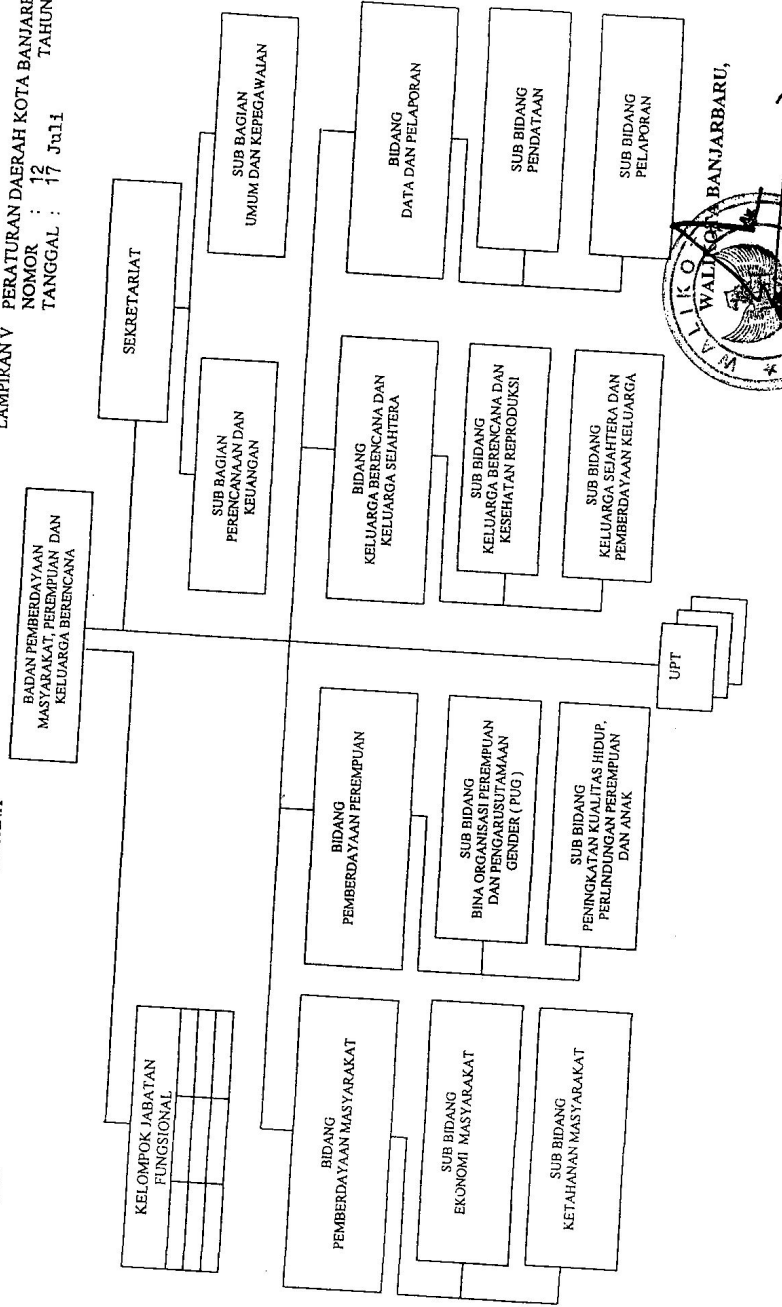 LAMPIRAN V
PERATURAN DAERAH KOTA
NOMOR : 12
TAHUN
TANGGAL : 17 Juli
BADAN PEMBERDAYAAN
MASYARAKAT, PEREMPUAN DAN
KELUARGA BERENCANA
KELOMPOK JABATAN
FUNGSIONAL
SEKRETARIAT
SUB BAGIAN
PERENCANAAN DAN
KEUANGAN
SUB BAGIAN
UMUM DAN KEPEGAWAIAN
BIDANG
PEMBERDAYAAN MASYARAKAT
SUB BIDANG
EKONOMI MASYARAKAT
SUB BIDANG
KETAHANAN MASYARAKAT
BIDANG
PEMBERDAYAAN PEREMPUAN
SUB BIDANG
BINA ORGANISASI PEREMPUAN
DAN PENGARUSUTAMAAN
GENDER ( PUG )
SUB BIDANG
PENINGKATAN KUALITAS HIDUP,
PERLINDUNGAN PEREMPUAN
DAN ANAK
BIDANG
KELUARGA BERENCANA DAN
KELUARGA SEJAHTERA
SUB BIDANG
KELUARGA BERENCANA DAN
KESEHATAN REPRODUKSI
SUB BIDANG
KELUARGA SEJAHTERA DAN
PEMBERDAYAAN KELUARGA
BIDANG
DATA DAN PELAPORAN
SUB BIDANG
PENDATAAN
SUB BIDANG
PELAPORAN
UPT
WALIKOTA BANJARBARU,
WALIKO